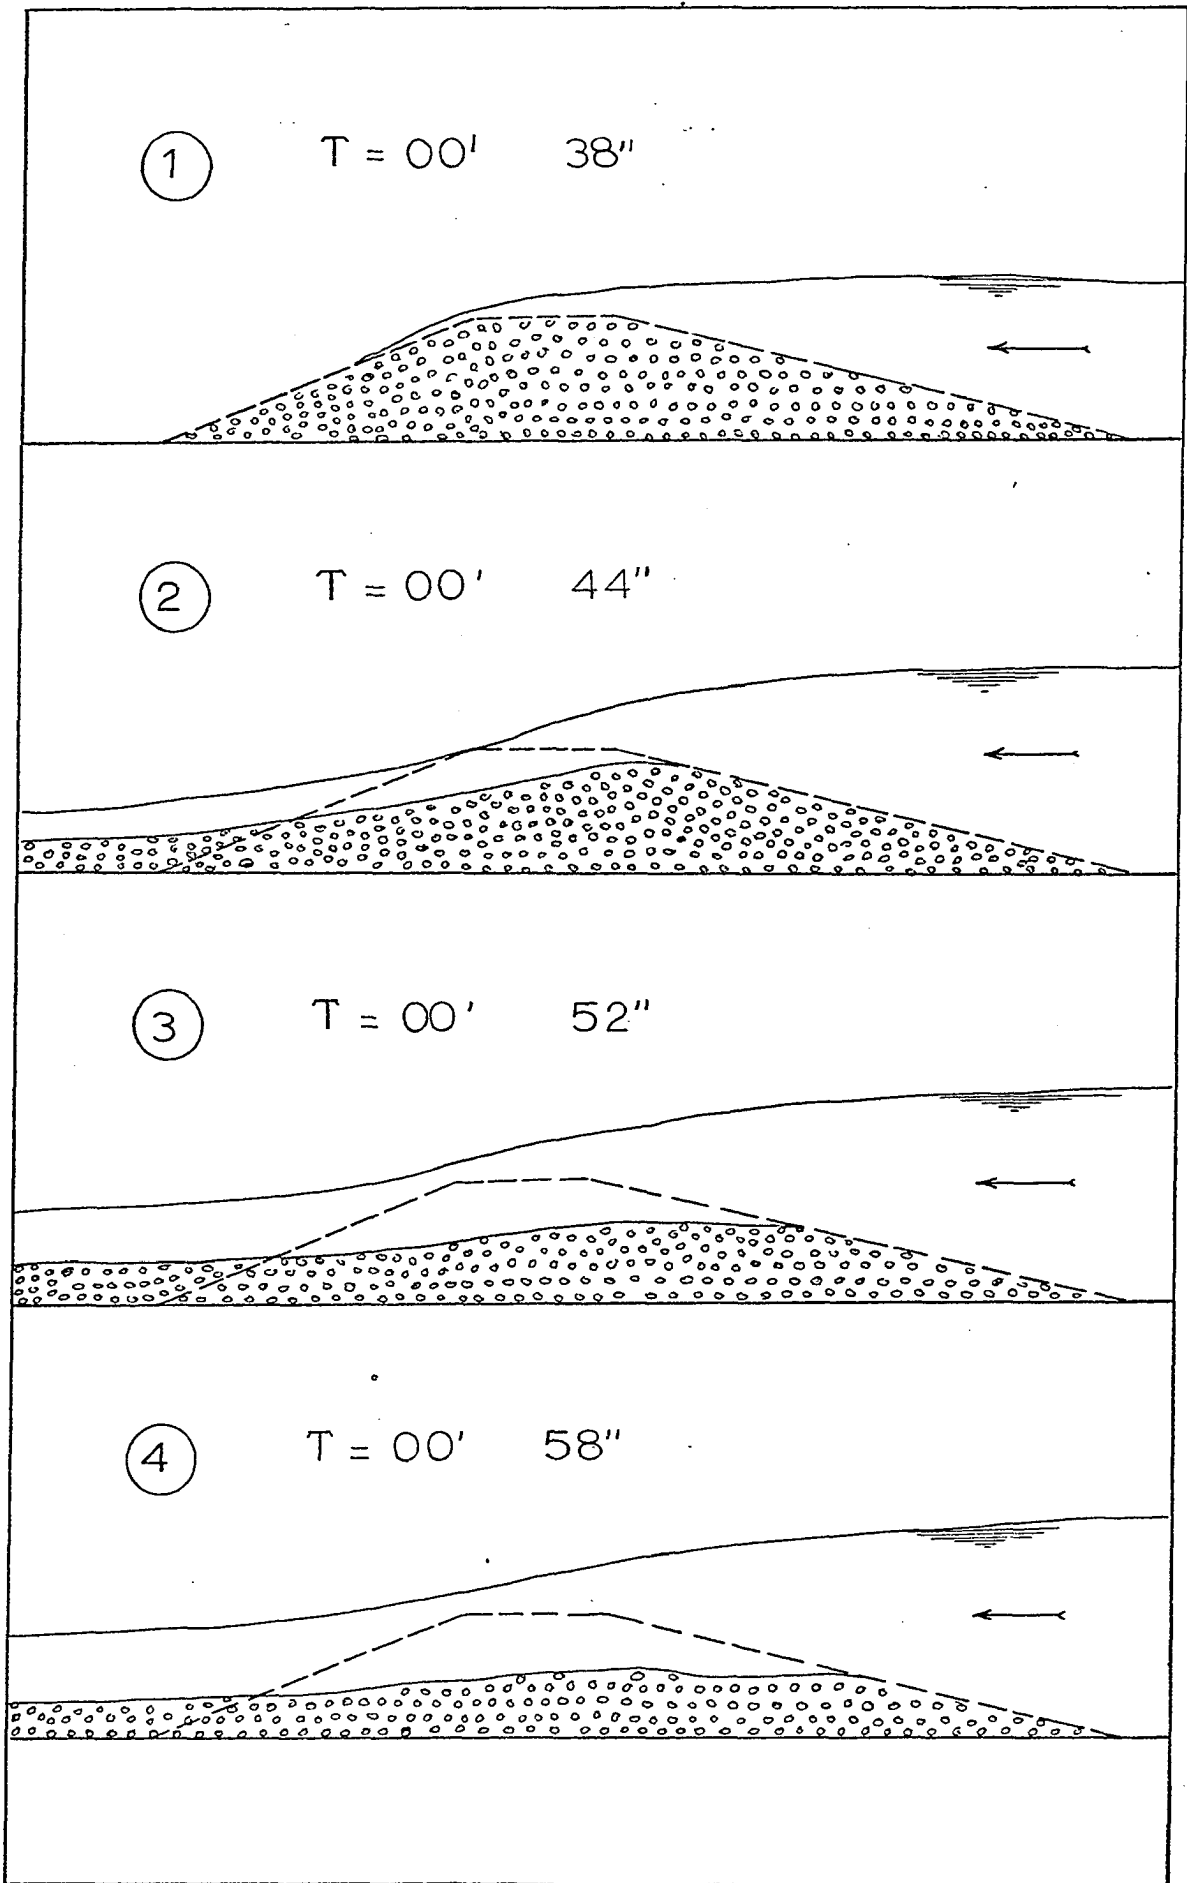 1 T = 00' 38"
2 T = 00' 44"
3 T = 00' 52"
4 T = 00' 58"